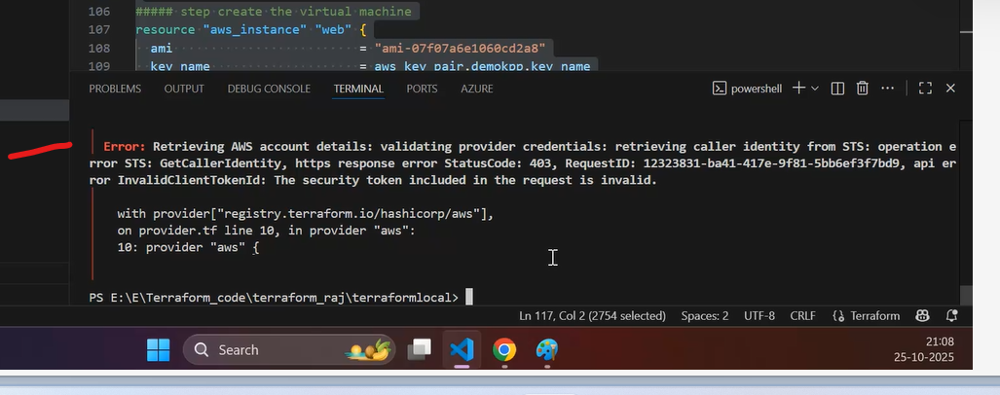 106 ##### step create the virtual machine
107 resource "aws_instance" "web" {
108 ami = "ami-07f07a6e1060cd2a8"
109 key_name = aws_key_pair.demokpp.key_name
PROBLEMS OUTPUT DEBUG CONSOLE TERMINAL PORTS AZURE powershell
Error: Retrieving AWS account details: validating provider credentials: retrieving caller identity from STS: operation e
rror STS: GetCallerIdentity, https response error StatusCode: 403, RequestID: 12323831-ba41-417e-9f81-5bb6ef3f7bd9, api er
ror InvalidClientTokenId: The security token included in the request is invalid.
with provider["registry.terraform.io/hashicorp/aws"],
on provider.tf line 10, in provider "aws":
10: provider "aws" {
PS E:\E\Terraform_code\terraform_raj\terraformlocal>
Ln 117, Col 2 (2754 selected) Spaces: 2 UTF-8 CRLF Terraform
Search
21:08
25-10-2025